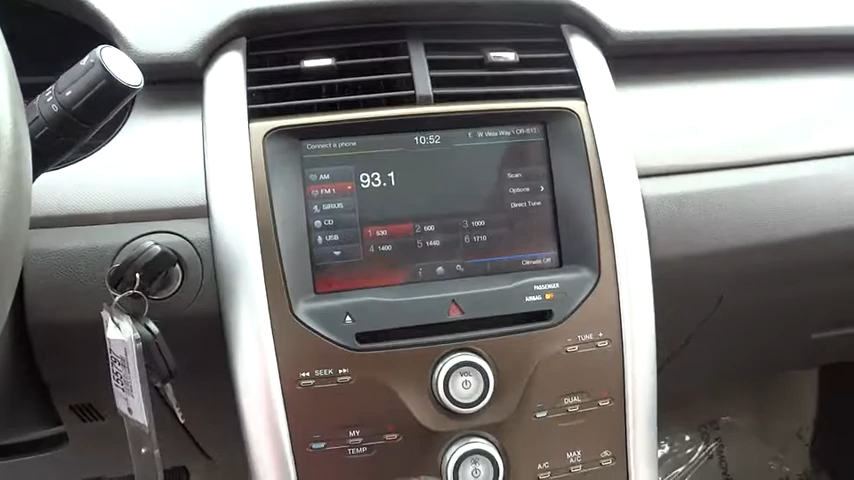 Connect a phone
10:52
AM
93.1
Scan
FM 1
Options
SIRIUS
Direct Tune
CD
1 530
2 600
3 1000
USB
4 1400
5 1440
6 1710
Climate Off
PASSENGER
AIRBAG OFF
SEEK
VOL
- TUNE +
MY
TEMP
DUAL
A/C
MAX
A/C